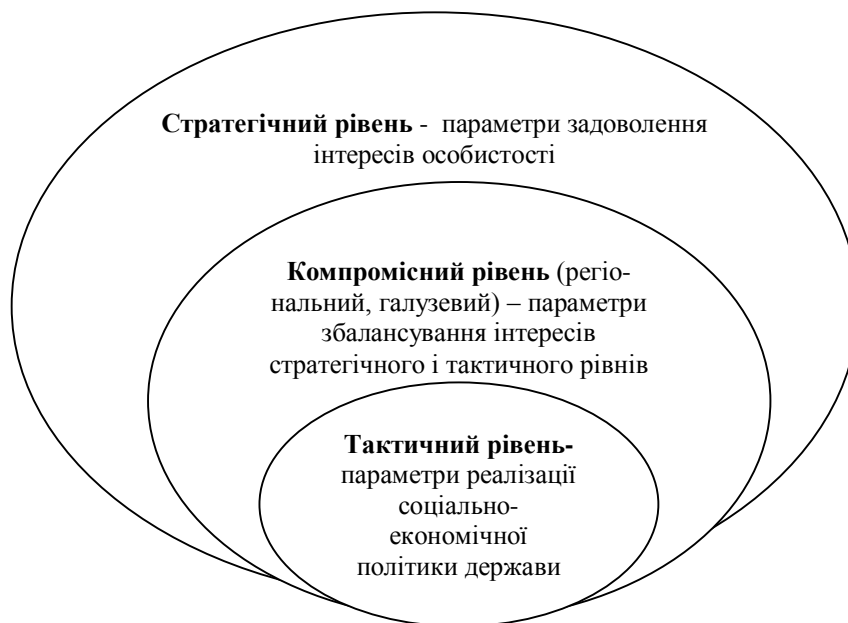 Стратегічний рівень - параметри задоволення
інтересів особистості
Компромісний рівень (регіо-
нальний, галузевий) – параметри
збалансування інтересів
стратегічного і тактичного рівнів
Тактичний рівень-
параметри реалізації
соціально-
економічної
політики держави